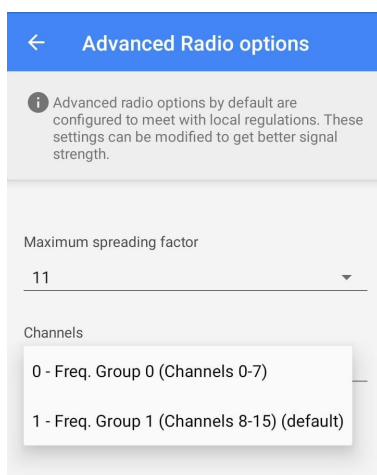 Advanced Radio options
Advanced radio options by default are
configured to meet with local regulations. These
settings can be modified to get better signal
strength.
Maximum spreading factor
11
Channels
0 - Freq. Group 0 (Channels 0-7)
1 - Freq. Group 1 (Channels 8-15) (default)